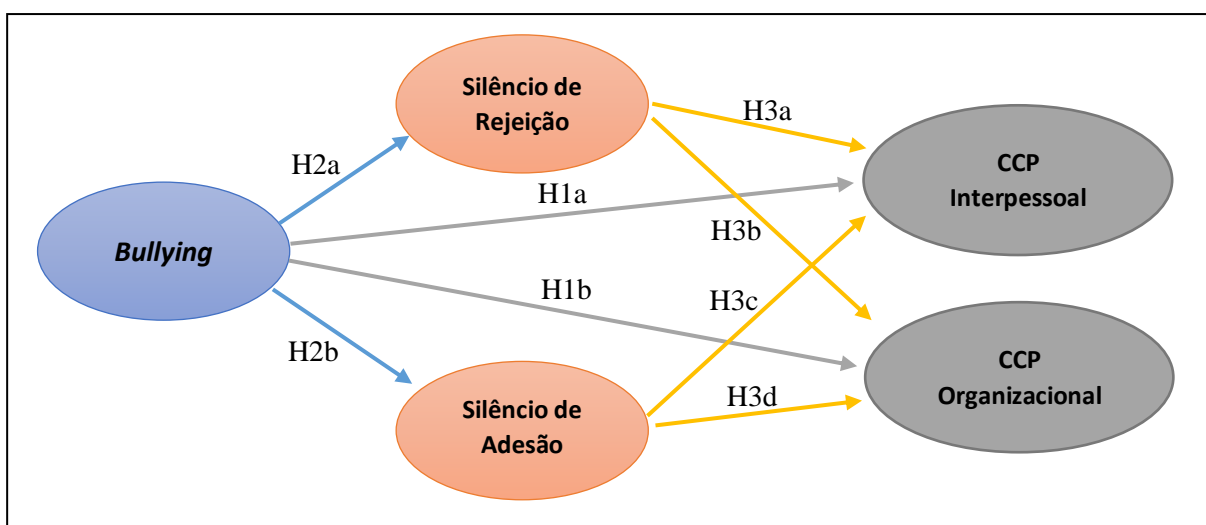 Silêncio de
Rejeição
H3a
CCP
Interpessoal
H2a
H1a
Bullying
H3b
H1b
H3c
H2b
CCP
Organizacional
H3d
Silêncio de
Adesão